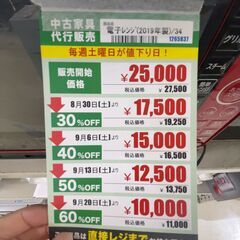 中古家具
代行販売
電子レンジ(2019年製)/34
1265837
毎週土曜日が値下り日！
販売開始
価格
¥25,000
税込価格 ¥ 27,500
8月30日(土)より
30%OFF
¥17,500
税込価格 ¥ 19,250
9月6日(土)より
40%OFF
¥15,000
税込価格 ¥ 16,500
9月13日(土)より
50%OFF
¥12,500
税込価格 ¥ 13,750
9月20日(土)より
60%OFF
¥10,000
税込価格 ¥ 11,000
品は直接レジまで